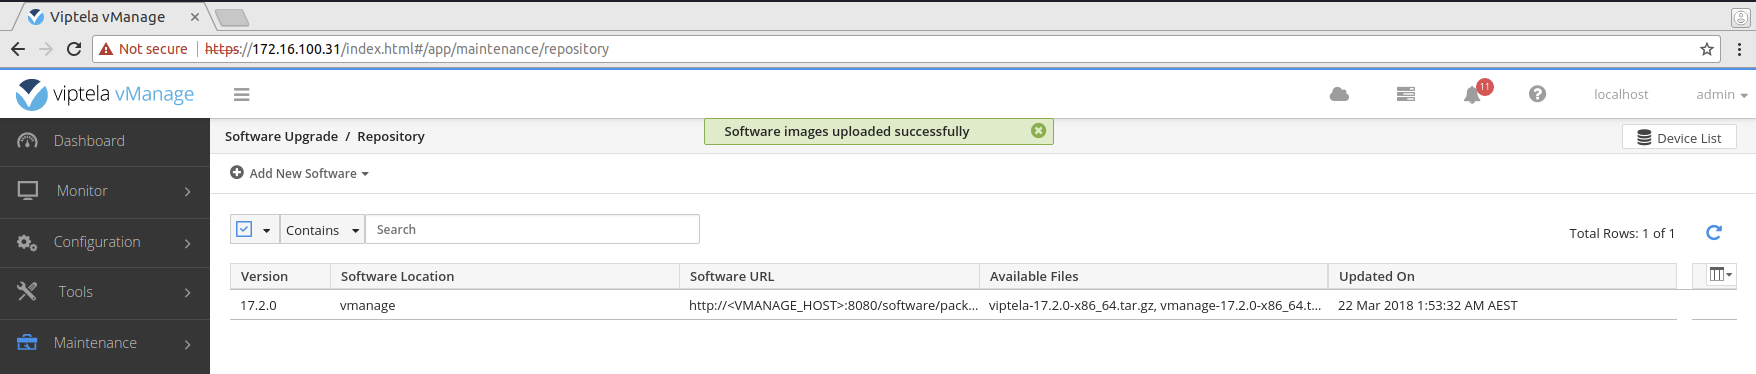 Viptela vManage
Not secure https://172.16.100.31/index.html#/app/maintenance/repository
viptela vManage 11 localhost admin
Dashboard
Monitor
Configuration
Tools
Maintenance
Software Upgrade / Repository
Software images uploaded successfully
Device List
Add New Software
Contains Search
Total Rows: 1 of 1
Version Software Location Software URL Available Files Updated On
17.2.0 vmanage http://<VMANAGE_HOST>:8080/software/pack... viptela-17.2.0-x86_64.tar.gz, vmanage-17.2.0-x86_64.t... 22 Mar 2018 1:53:32 AM AEST